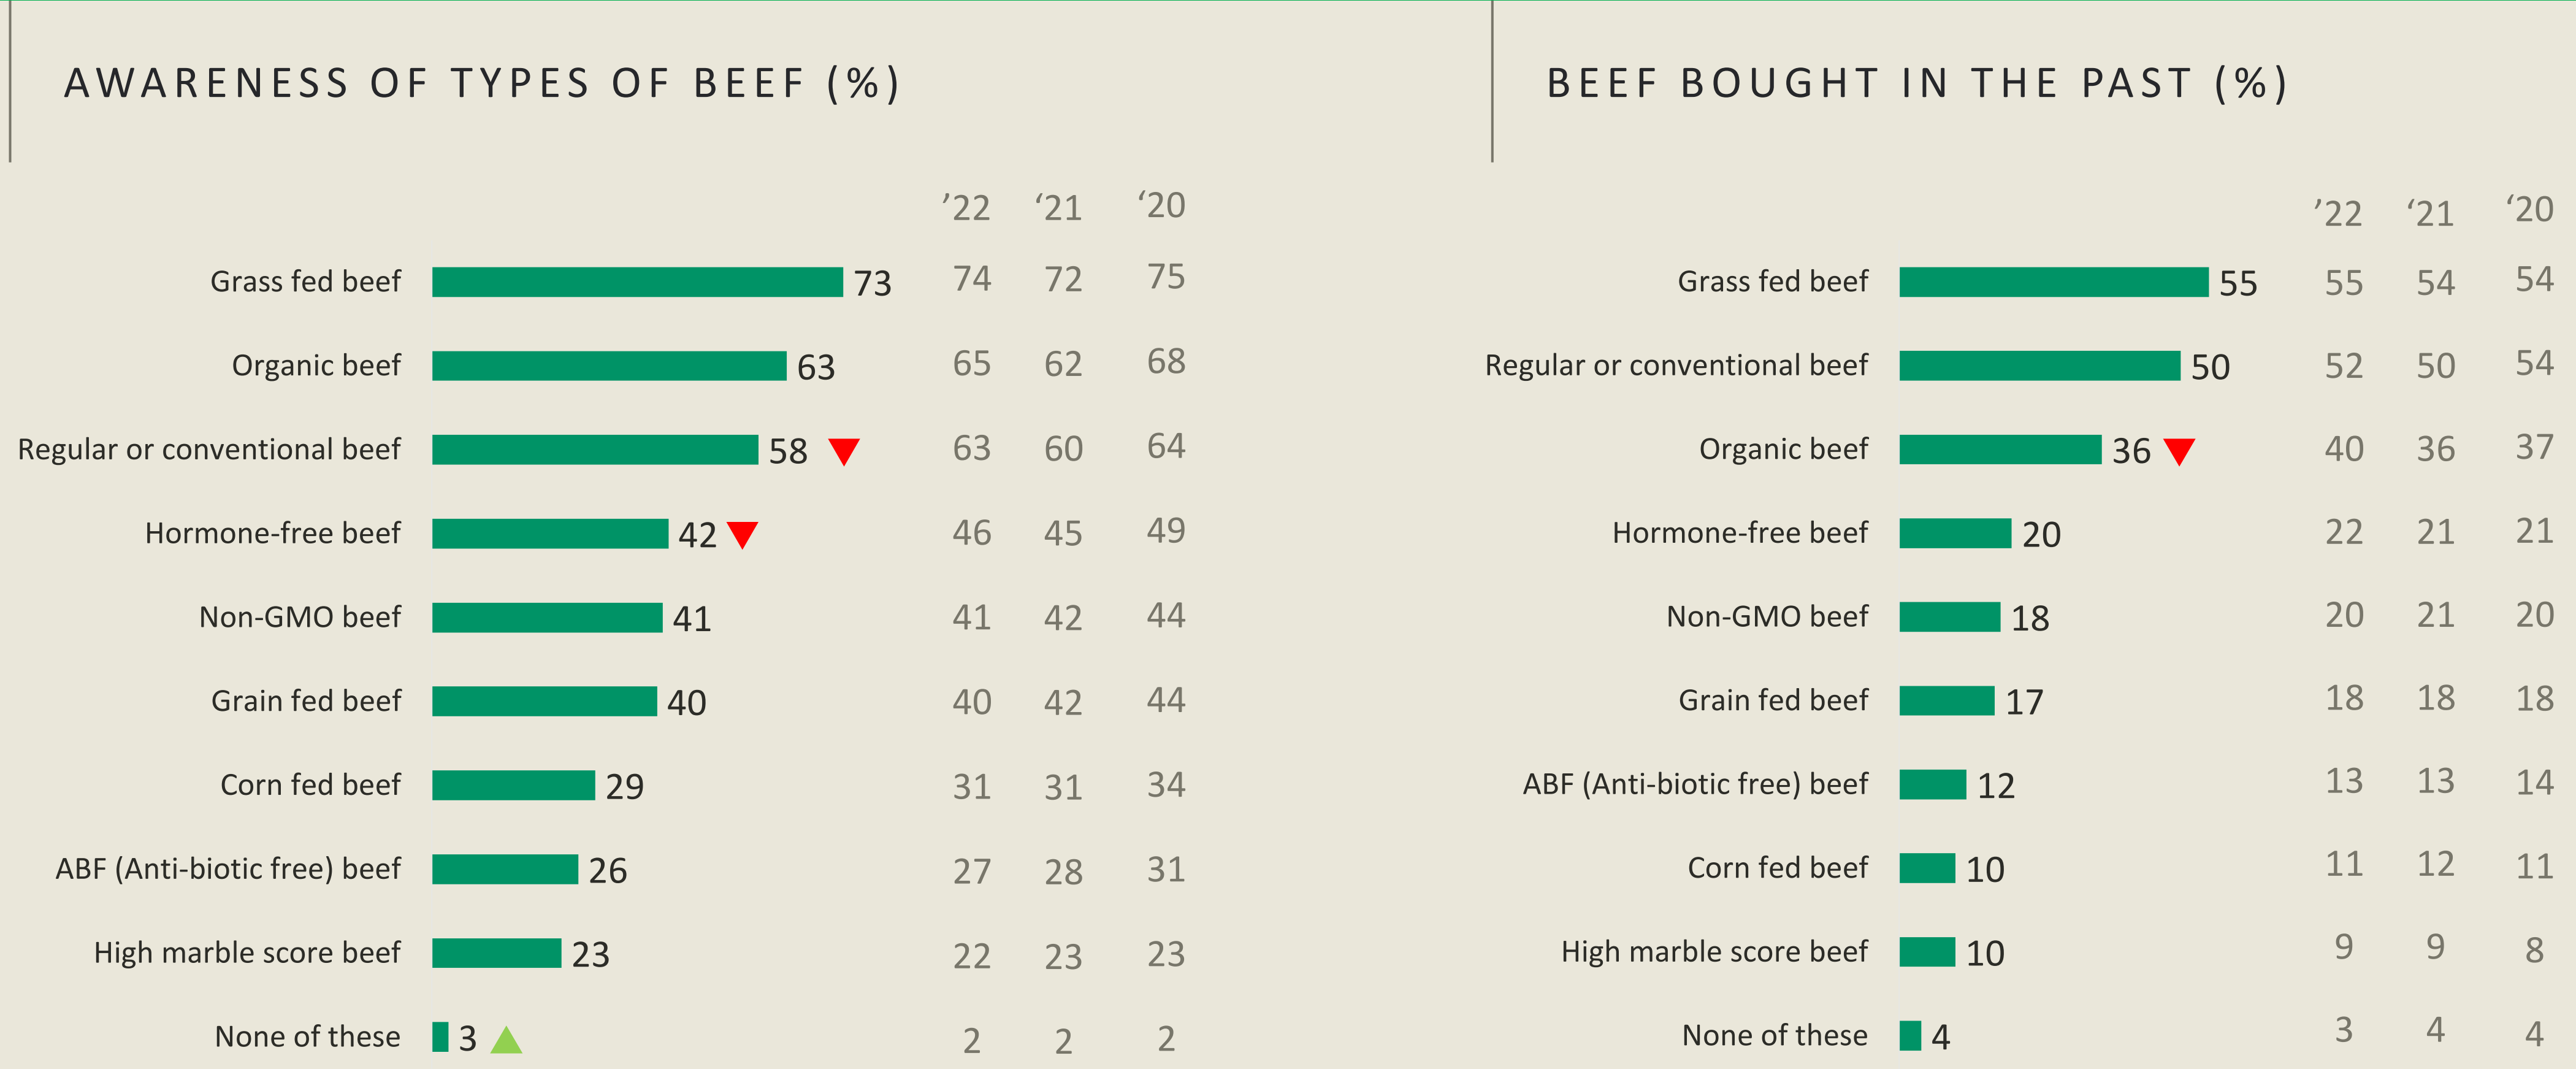 AWARENESS OF TYPES OF BEEF (%)
’22 ‘21 ‘20
Grass fed beef 73 74 72 75
Organic beef 63 65 62 68
Regular or conventional beef 58 63 60 64
Hormone-free beef 42 46 45 49
Non-GMO beef 41 41 42 44
Grain fed beef 40 40 42 44
Corn fed beef 29 31 31 34
ABF (Anti-biotic free) beef 26 27 28 31
High marble score beef 23 22 23 23
None of these 3 2 2 2
BEEF BOUGHT IN THE PAST (%)
’22 ‘21 ‘20
Grass fed beef 55 55 54 54
Regular or conventional beef 50 52 50 54
Organic beef 36 40 36 37
Hormone-free beef 20 22 21 21
Non-GMO beef 18 20 21 20
Grain fed beef 17 18 18 18
ABF (Anti-biotic free) beef 12 13 13 14
Corn fed beef 10 11 12 11
High marble score beef 10 9 9 8
None of these 4 3 4 4